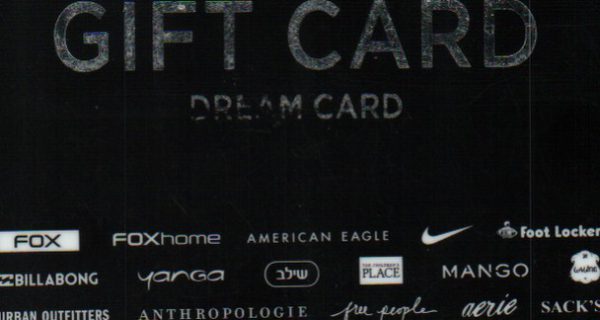 GIFT CARD
DREAM CARD
FOX FOXhome AMERICAN EAGLE Foot Locker
BILLABONG yanga שילב THE CHILDREN'S PLACE MANGO
URBAN OUTFITTERS ANTHROPOLOGIE free people aerie SACK'S